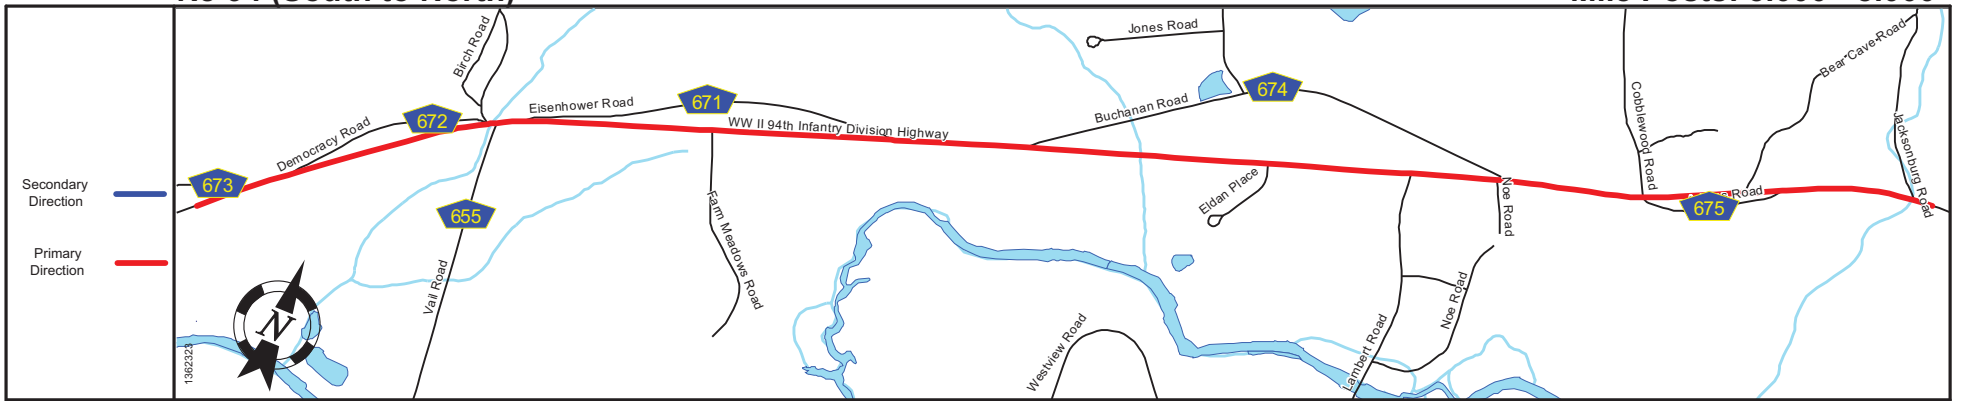 Secondary
Direction
Primary
Direction
Birch Road
Democracy Road
Eisenhower Road
WW II 94th Infantry Division Highway
Jones Road
Buchanan Road
Bear Cave Road
Cobblewood Road
Jacksonburg Road
Road
Noe Road
Eldan Place
Farm Meadows Road
Vail Road
Westview Road
Lambert Road
Noe Road
673
672
671
674
655
675
N
1362323